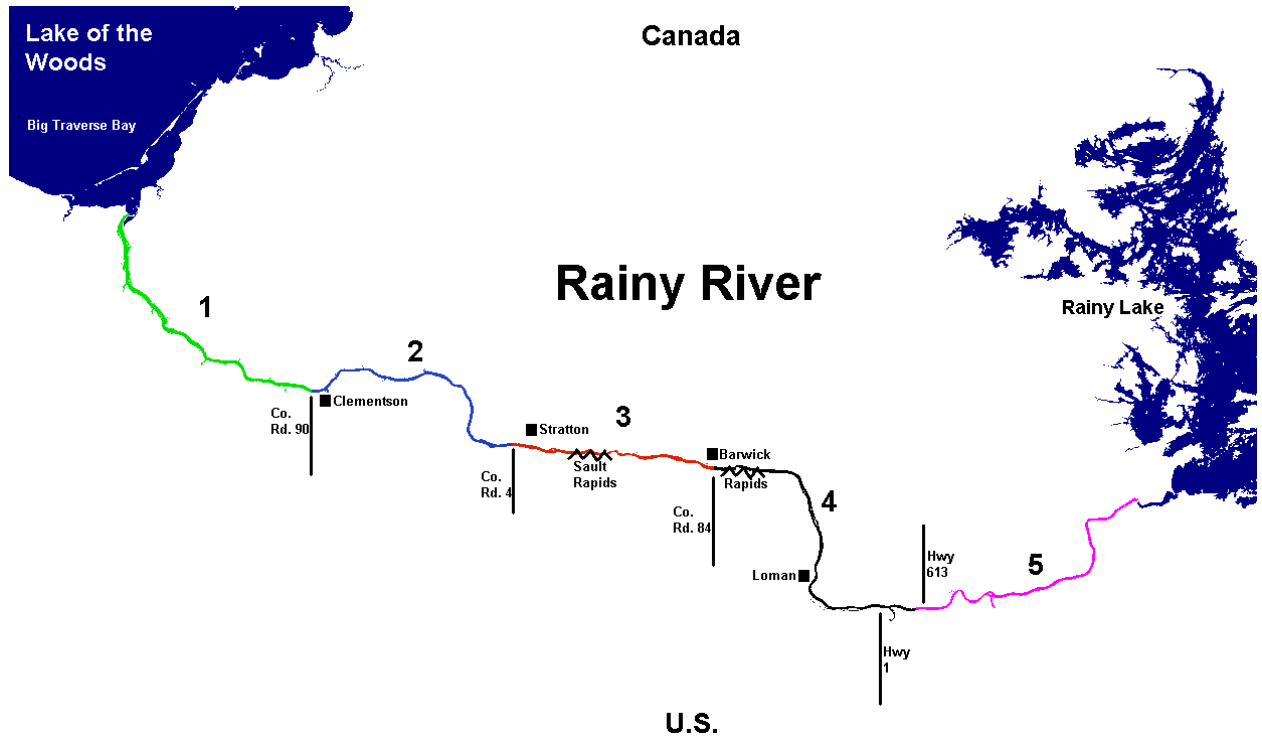 Lake of the
Woods
Canada
Big Traverse Bay
Rainy River
1
Rainy Lake
2
Clementson
Co.
Rd. 90
3
Stratton
Sault
Rapids
Barwick
Rapids
Co.
Rd. 4
4
Co.
Rd. 84
Hwy
613
5
Loman
Hwy
1
U.S.